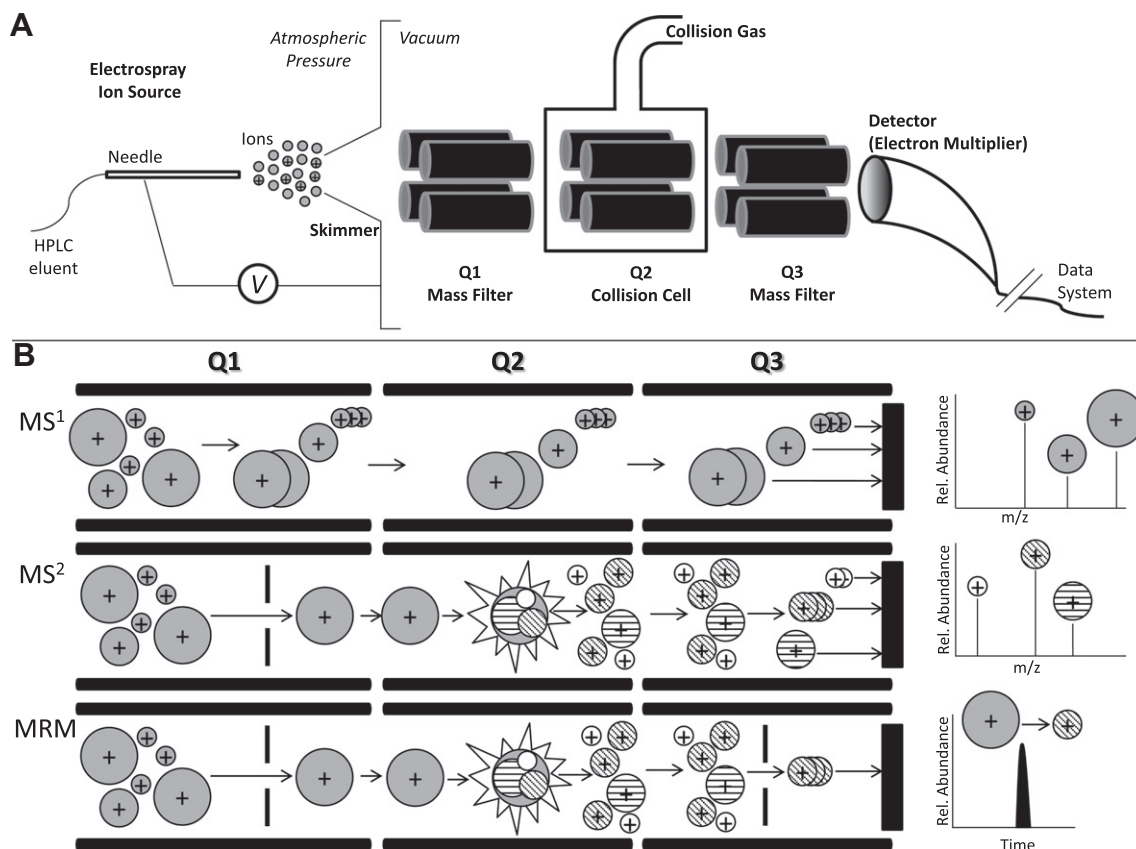 A
Electrospray
Ion Source
Atmospheric
Pressure
Vacuum
Collision Gas
Ions
Needle
Detector
(Electron Multiplier)
Skimmer
HPLC
eluent
V
Q1
Mass Filter
Q2
Collision Cell
Q3
Mass Filter
Data
System
B
Q1
Q2
Q3
MS¹
Rel. Abundance
m/z
MS²
Rel. Abundance
m/z
MRM
Rel. Abundance
Time